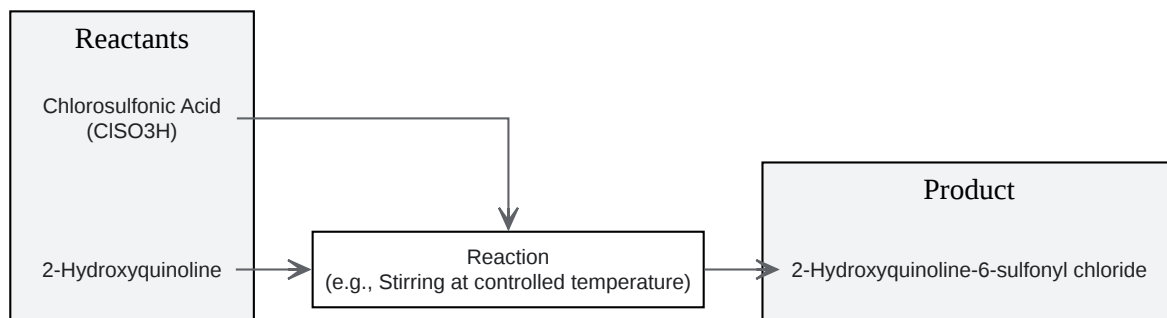 Reactants
Chlorosulfonic Acid
(ClSO3H)
2-Hydroxyquinoline
Reaction
(e.g., Stirring at controlled temperature)
Product
2-Hydroxyquinoline-6-sulfonyl chloride